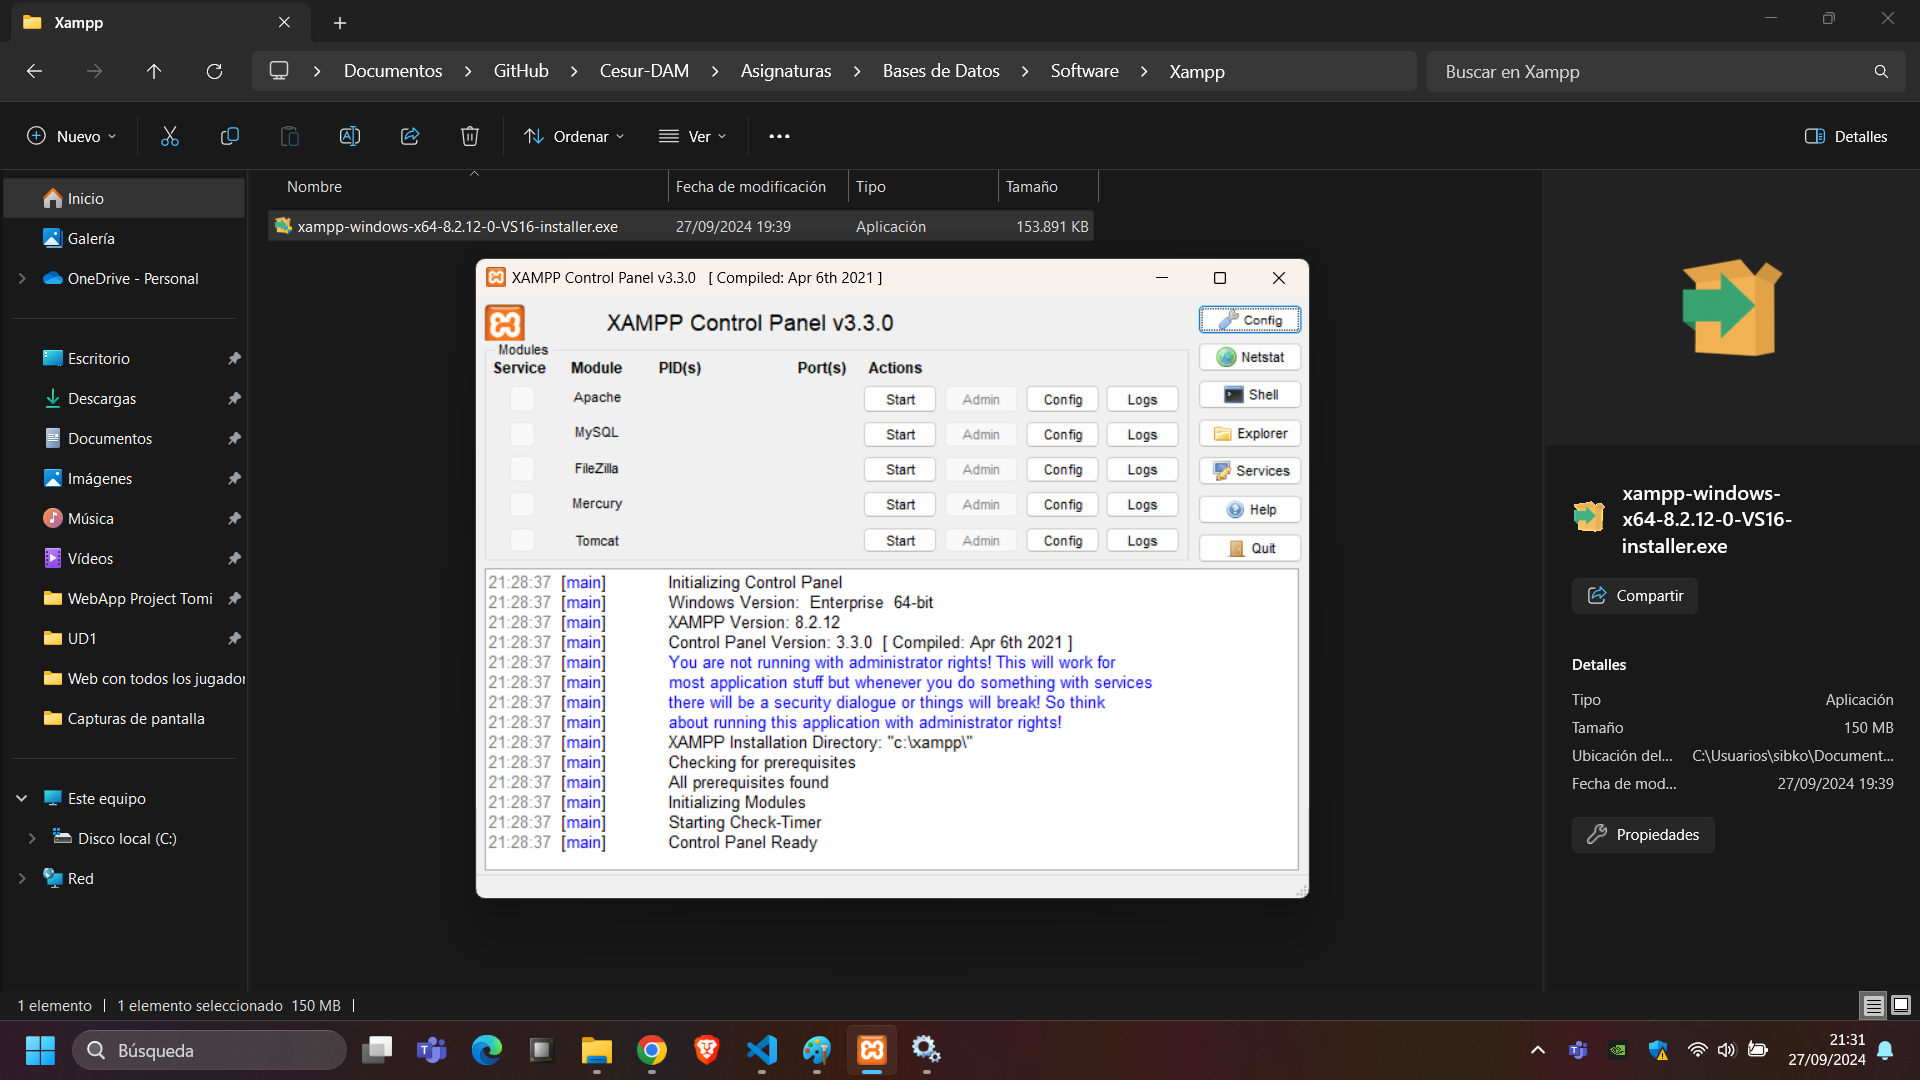 Xampp
Documentos
GitHub
Cesur-DAM
Asignaturas
Bases de Datos
Software
Xampp
Buscar en Xampp
Nuevo
Ordenar
Ver
Detalles
Nombre
Fecha de modificación
Tipo
Tamaño
xampp-windows-x64-8.2.12-0-VS16-installer.exe
27/09/2024 19:39
Aplicación
153.891 KB
Inicio
Galería
OneDrive - Personal
Escritorio
Descargas
Documentos
Imágenes
Música
Vídeos
WebApp Project Tomi
UD1
Web con todos los jugador
Capturas de pantalla
Este equipo
Disco local (C:)
Red
XAMPP Control Panel v3.3.0 [ Compiled: Apr 6th 2021 ]
XAMPP Control Panel v3.3.0
Modules
Service Module PID(s) Port(s) Actions
Apache Start Admin Config Logs
MySQL Start Admin Config Logs
FileZilla Start Admin Config Logs
Mercury Start Admin Config Logs
Tomcat Start Admin Config Logs
Config
Netstat
Shell
Explorer
Services
Help
Quit
21:28:37 [main] Initializing Control Panel
21:28:37 [main] Windows Version: Enterprise 64-bit
21:28:37 [main] XAMPP Version: 8.2.12
21:28:37 [main] Control Panel Version: 3.3.0 [ Compiled: Apr 6th 2021 ]
21:28:37 [main] You are not running with administrator rights! This will work for
21:28:37 [main] most application stuff but whenever you do something with services
21:28:37 [main] there will be a security dialogue or things will break! So think
21:28:37 [main] about running this application with administrator rights!
21:28:37 [main] XAMPP Installation Directory: "c:\xampp\"
21:28:37 [main] Checking for prerequisites
21:28:37 [main] All prerequisites found
21:28:37 [main] Initializing Modules
21:28:37 [main] Starting Check-Timer
21:28:37 [main] Control Panel Ready
xampp-windows-
x64-8.2.12-0-VS16-
installer.exe
Compartir
Detalles
Tipo Aplicación
Tamaño 150 MB
Ubicación del... C:\Usuarios\sibko\Document...
Fecha de mod... 27/09/2024 19:39
Propiedades
1 elemento
1 elemento seleccionado 150 MB
Búsqueda
21:31
27/09/2024